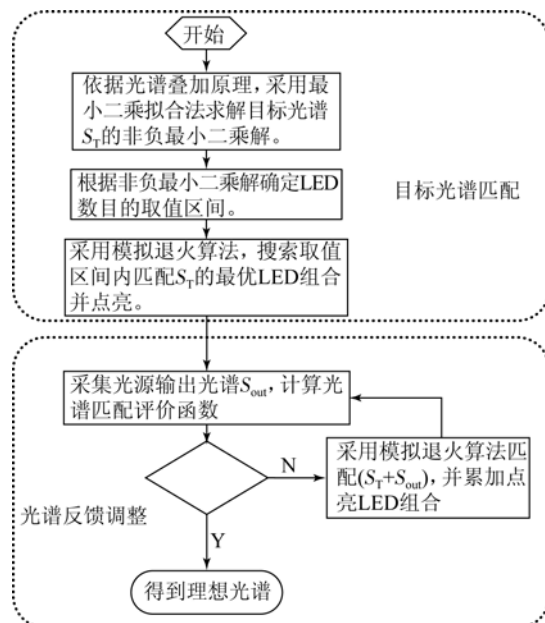 开始
依据光谱叠加原理，采用最
小二乘拟合法求解目标光谱
S_T的非负最小二乘解。
根据非负最小二乘解确定LED
数目的取值区间。
目标光谱匹配
采用模拟退火算法，搜索取值
区间内匹配S_T的最优LED组合
并点亮。
采集光源输出光谱S_out，计算光
谱匹配评价函数
N
采用模拟退火算法匹
配(S_T+S_out)，并累加点
亮LED组合
光谱反馈调整
Y
得到理想光谱